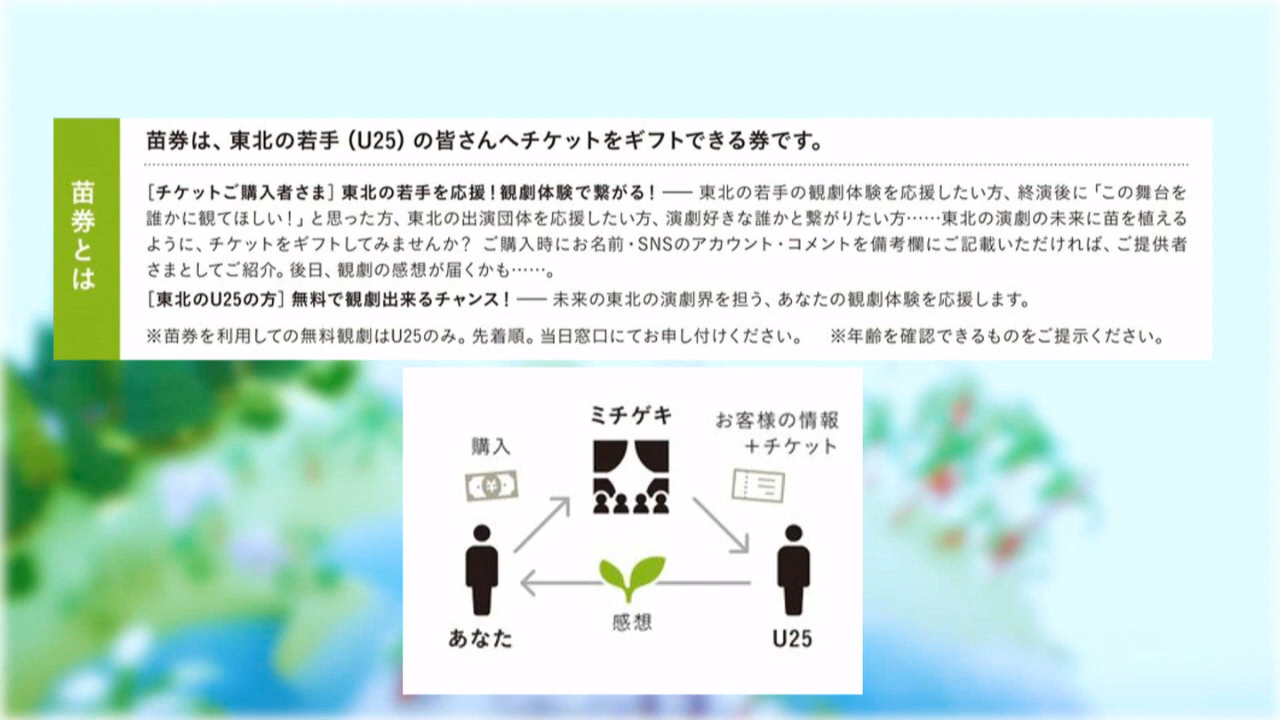 苗券とは
苗券は、東北の若手（U25）の皆さんへチケットをギフトできる券です。
［チケットご購入者さま］東北の若手を応援！観劇体験で繋がる！―― 東北の若手の観劇体験を応援したい方、終演後に「この舞台を
誰かに観てほしい！」と思った方、東北の出演団体を応援したい方、演劇好きな誰かと繋がりたい方……東北の演劇の未来に苗を植える
ように、チケットをギフトしてみませんか？ ご購入時にお名前・SNSのアカウント・コメントを備考欄にご記載いただければ、ご提供者
さまとしてご紹介。後日、観劇の感想が届くかも……。
［東北のU25の方］無料で観劇出来るチャンス！―― 未来の東北の演劇界を担う、あなたの観劇体験を応援します。
※苗券を利用しての無料観劇はU25のみ。先着順。当日窓口にてお申し付けください。　※年齢を確認できるものをご提示ください。
ミチゲキ
購入
お客様の情報
＋チケット
感想
あなた
U25